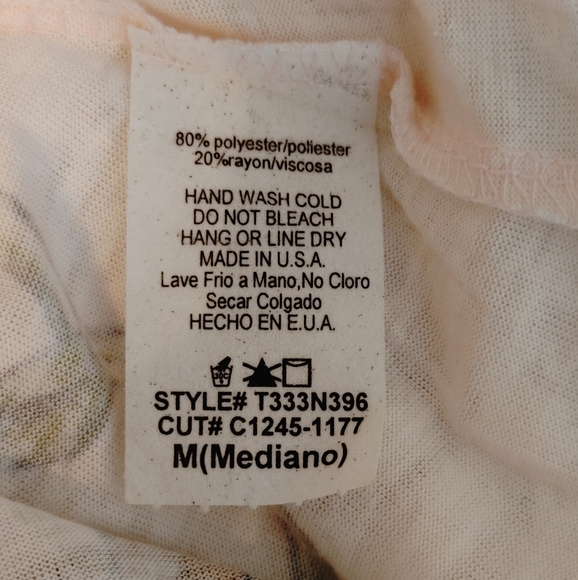 80% polyester/poliester
20%rayon/viscosa
HAND WASH COLD
DO NOT BLEACH
HANG OR LINE DRY
MADE IN U.S.A.
Lave Frio a Mano,No Cloro
Secar Colgado
HECHO EN E.U.A.
STYLE# T333N396
CUT# C1245-1177
M(Mediano)